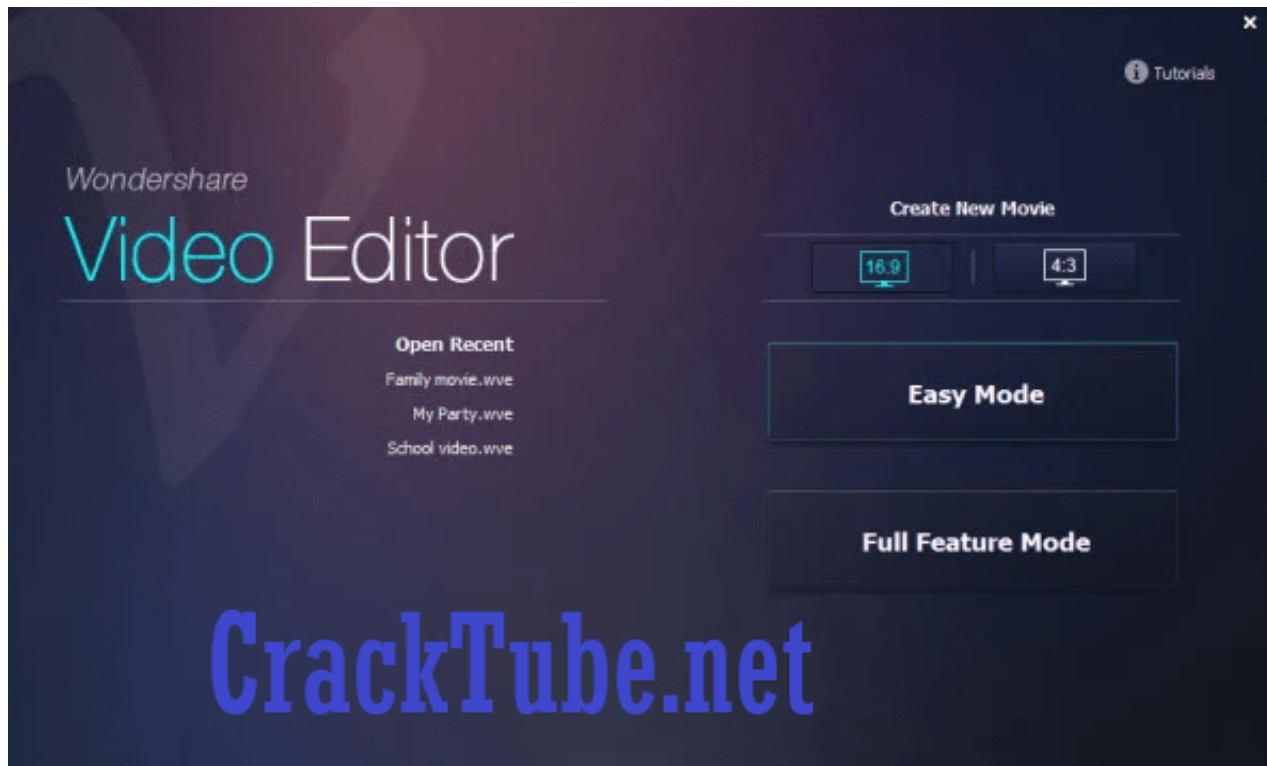 Tutorials
Wondershare
Video Editor
Open Recent
Family movie.wve
My Party.wve
School video.wve
Create New Movie
16:9
4:3
Easy Mode
Full Feature Mode
CrackTube.net